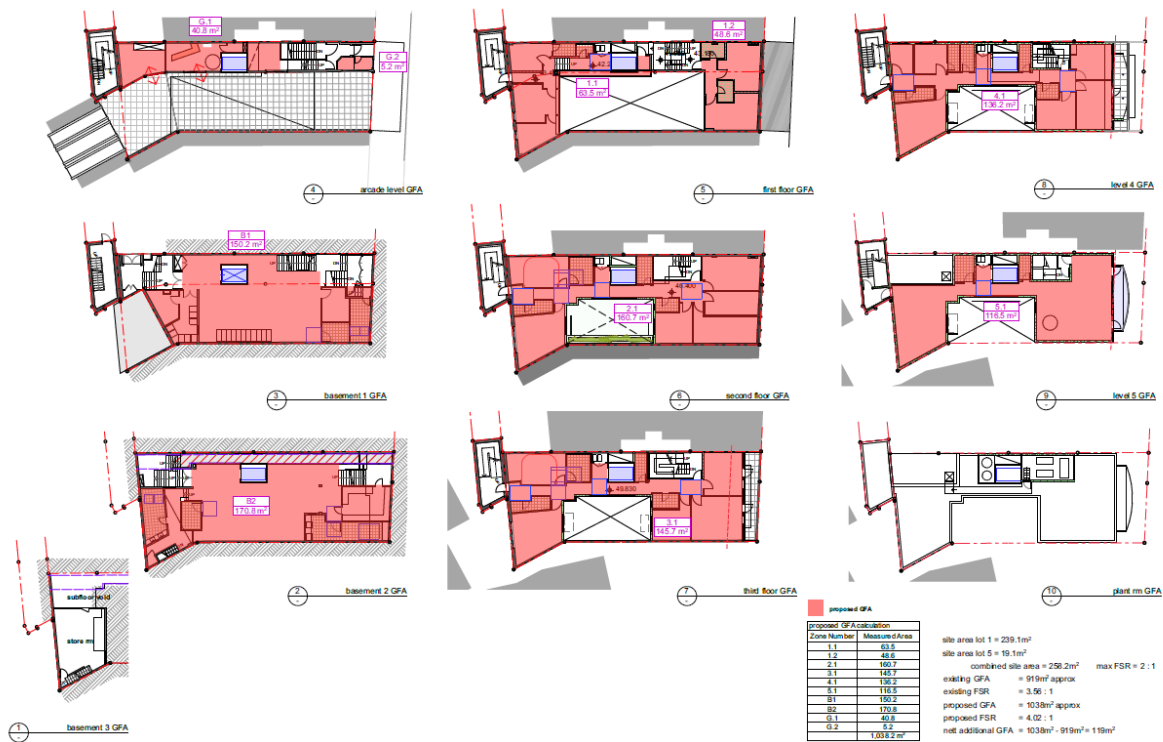 G.1
40.8 m²
G.2
5.2 m²
4
-
arcade level GFA
1.2
48.6 m²
1.1
63.5 m²
5
-
first floor GFA
4.1
136.2 m²
8
-
level 4 GFA
B1
150.2 m²
3
-
basement 1 GFA
2.1
160.7 m²
46.400
6
-
second floor GFA
5.1
116.5 m²
9
-
level 5 GFA
B2
170.8 m²
2
-
basement 2 GFA
49.830
3.1
145.7 m²
7
-
third floor GFA
10
-
plant rm GFA
subfloor void
store rm
1
-
basement 3 GFA
proposed GFA
proposed GFA calculation
Zone Number Measured Area
1.1 63.5
1.2 48.6
2.1 160.7
3.1 145.7
4.1 136.2
5.1 116.5
B1 150.2
B2 170.8
G.1 40.8
G.2 5.2
1,038.2 m²
site area lot 1 = 239.1m²
site area lot 5 = 19.1m²
combined site area = 258.2m² max FSR = 2 : 1
existing GFA = 919m² approx
existing FSR = 3.56 : 1
proposed GFA = 1038m² approx
proposed FSR = 4.02 : 1
nett additional GFA = 1038m² - 919m² = 119m²